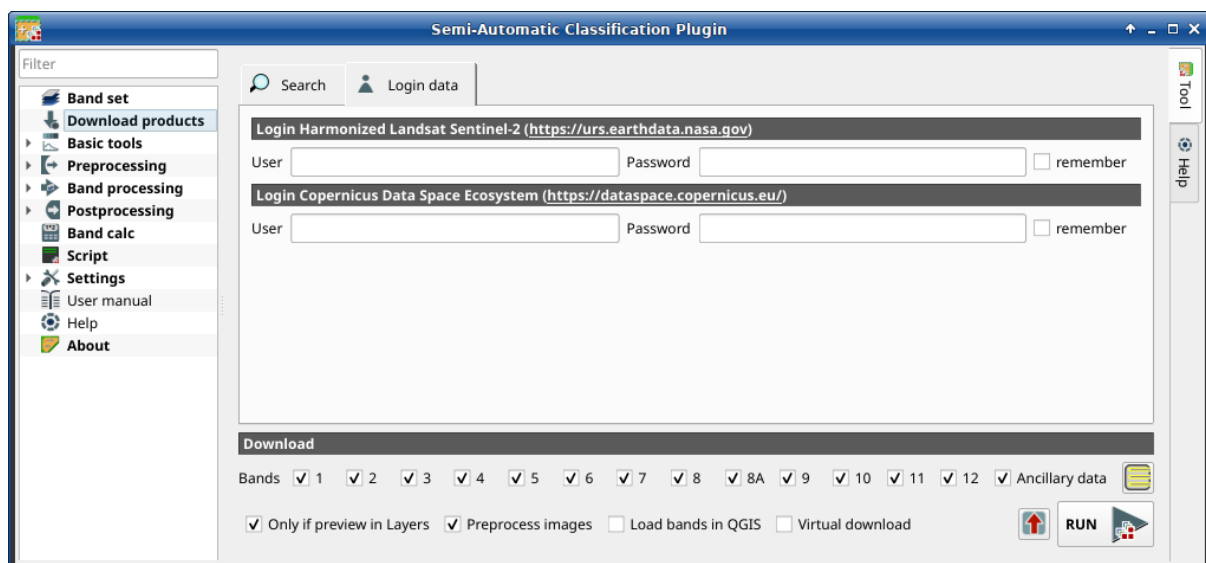 Semi-Automatic Classification Plugin
Filter
Band set
Download products
Basic tools
Preprocessing
Band processing
Postprocessing
Band calc
Script
Settings
User manual
Help
About
Search Login data
Login Harmonized Landsat Sentinel-2 (https://urs.earthdata.nasa.gov)
User Password remember
Login Copernicus Data Space Ecosystem (https://dataspace.copernicus.eu/)
User Password remember
Download
Bands 1 2 3 4 5 6 7 8 8A 9 10 11 12 Ancillary data
Only if preview in Layers Preprocess images Load bands in QGIS Virtual download RUN
Tool
Help